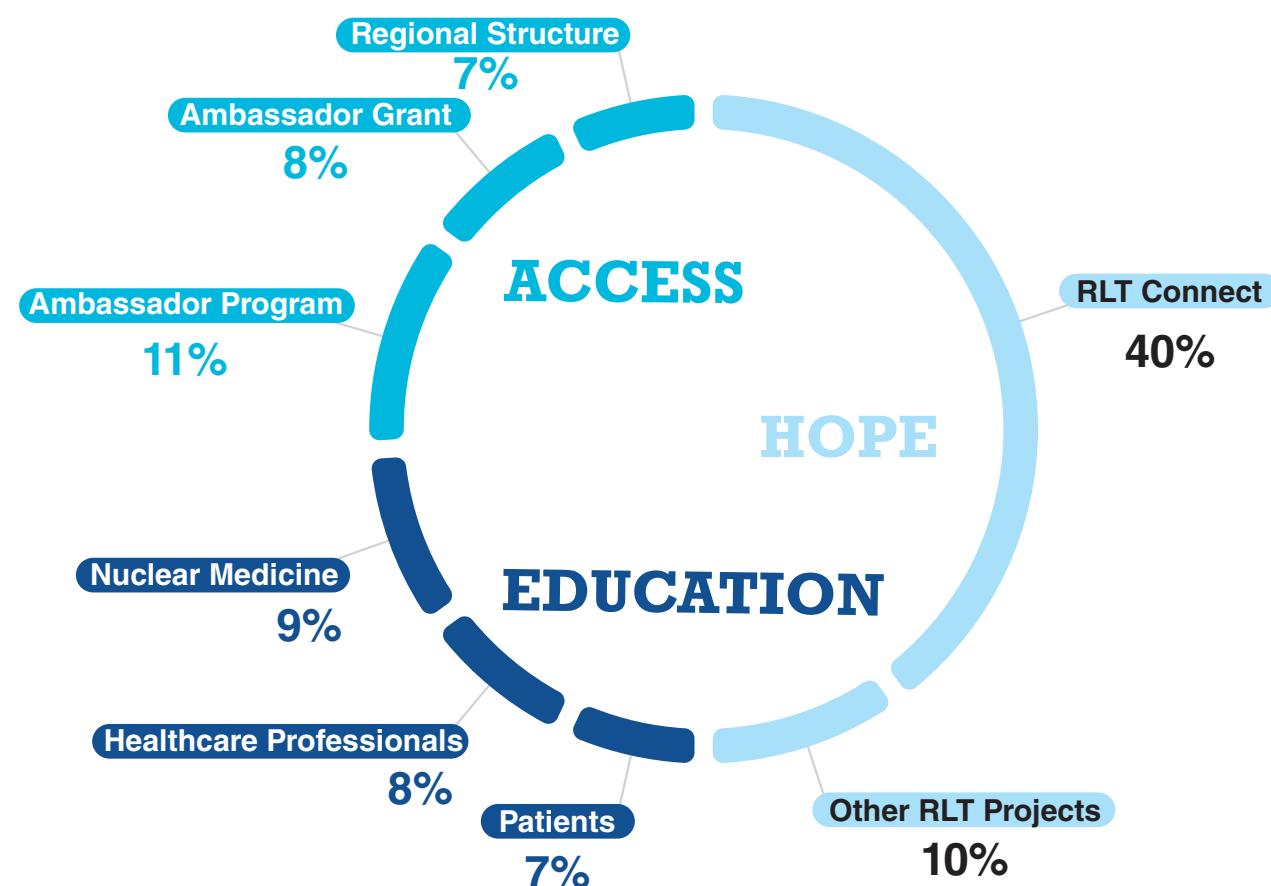 Regional Structure
7%
Ambassador Grant
8%
ACCESS
Ambassador Program
11%
RLT Connect
40%
HOPE
Nuclear Medicine
9%
EDUCATION
Healthcare Professionals
8%
Patients
7%
Other RLT Projects
10%